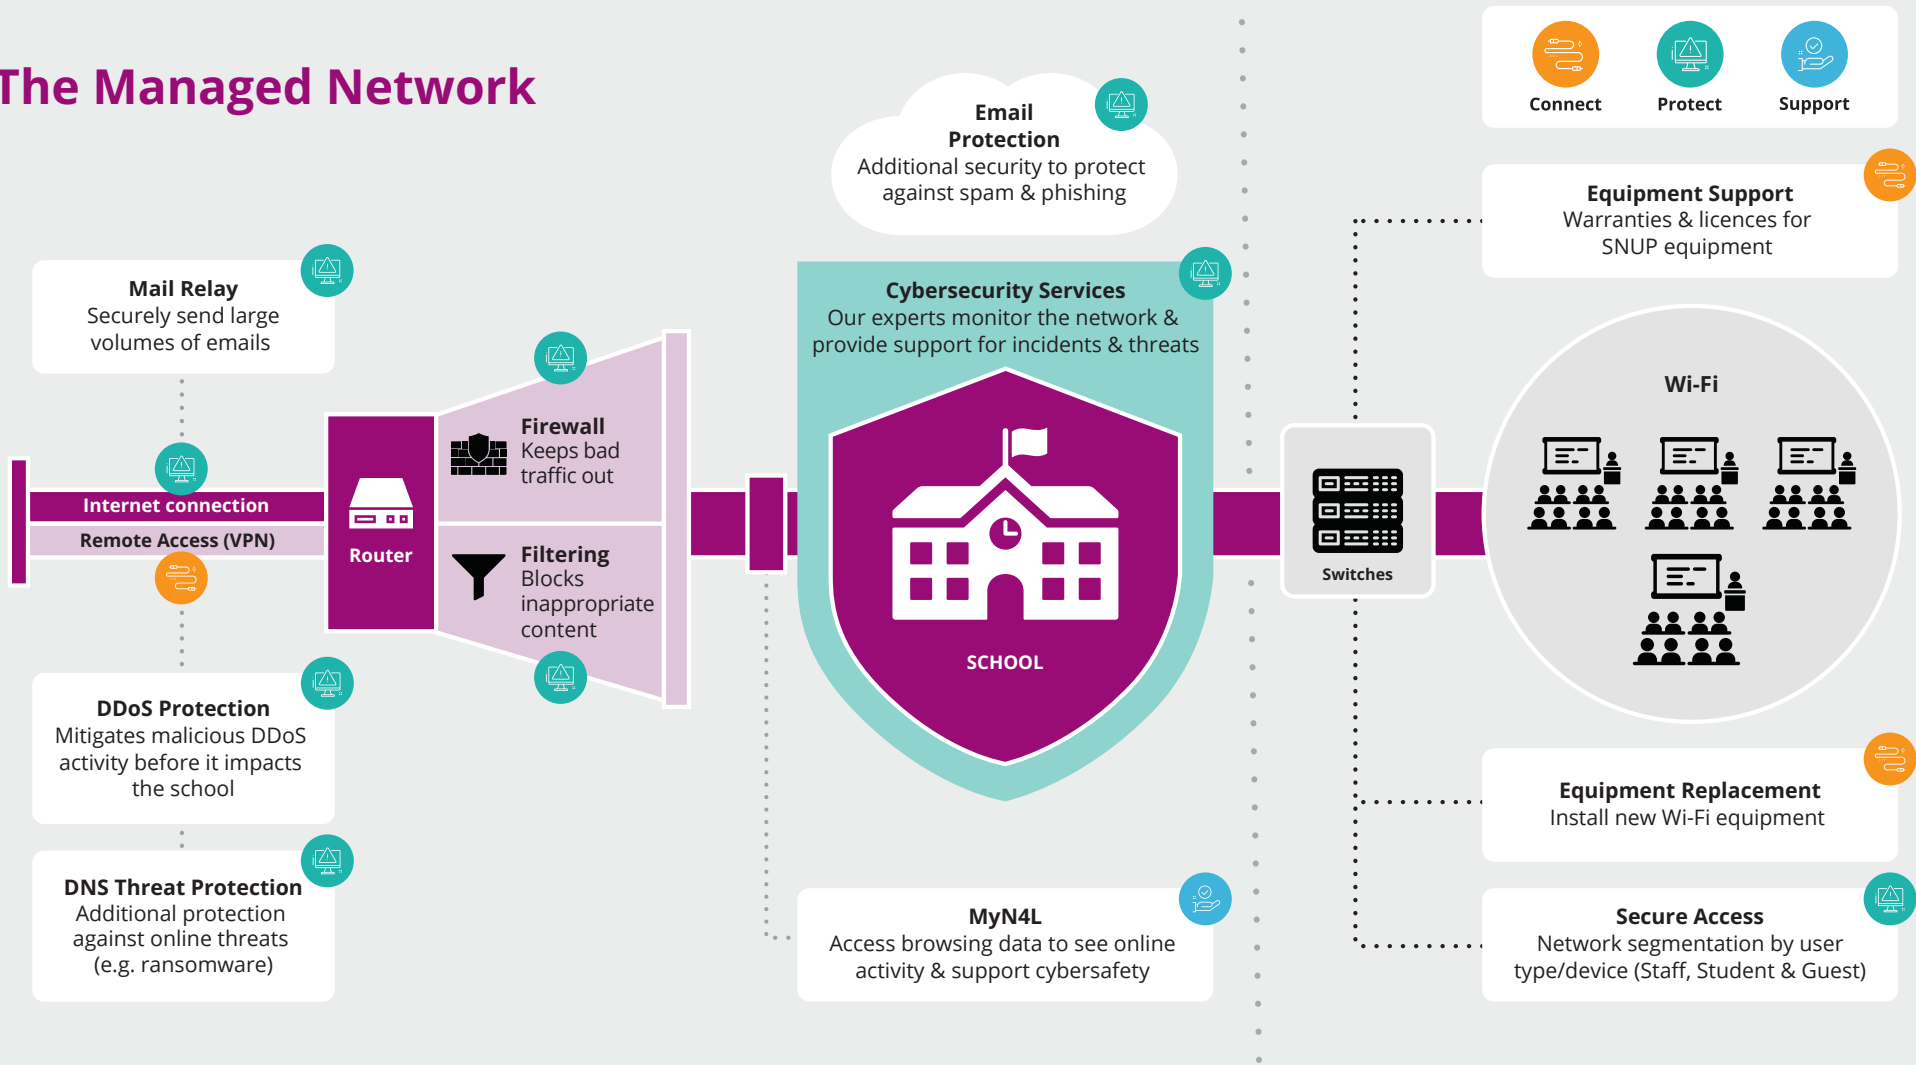 The Managed Network
Connect
Protect
Support
Email
Protection
Additional security to protect
against spam & phishing
Equipment Support
Warranties & licences for
SNUP equipment
Mail Relay
Securely send large
volumes of emails
Cybersecurity Services
Our experts monitor the network &
provide support for incidents & threats
Internet connection
Remote Access (VPN)
Router
Firewall
Keeps bad
traffic out
Filtering
Blocks
inappropriate
content
SCHOOL
Switches
Wi-Fi
DDoS Protection
Mitigates malicious DDoS
activity before it impacts
the school
DNS Threat Protection
Additional protection
against online threats
(e.g. ransomware)
MyN4L
Access browsing data to see online
activity & support cybersafety
Equipment Replacement
Install new Wi-Fi equipment
Secure Access
Network segmentation by user
type/device (Staff, Student & Guest)